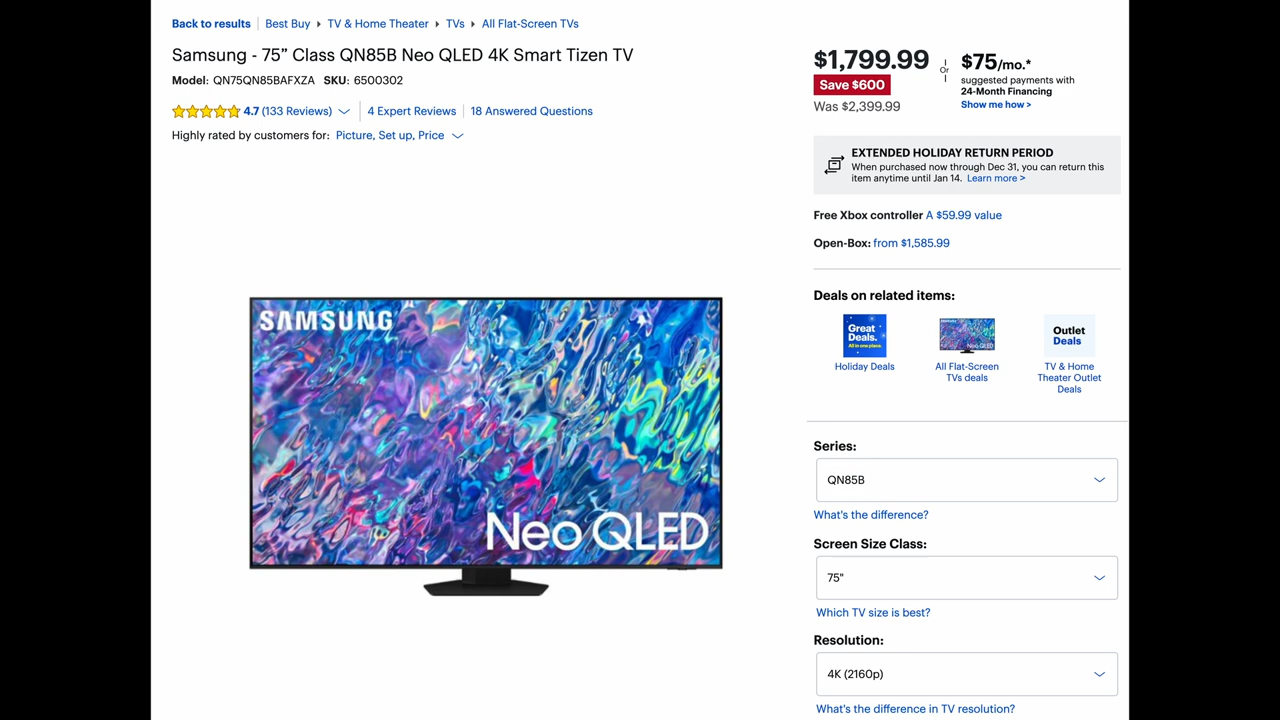 Back to results
Best Buy
TV & Home Theater
TVs
All Flat-Screen TVs
Samsung - 75” Class QN85B Neo QLED 4K Smart Tizen TV
Model: QN75QN85BAFXZA SKU: 6500302
4.7 (133 Reviews)
4 Expert Reviews
18 Answered Questions
Highly rated by customers for: Picture, Set up, Price
SAMSUNG
Neo QLED
$1,799.99
Save $600
Was $2,399.99
Or
$75/mo.*
suggested payments with
24-Month Financing
Show me how >
EXTENDED HOLIDAY RETURN PERIOD
When purchased now through Dec 31, you can return this
item anytime until Jan 14. Learn more >
Free Xbox controller A $59.99 value
Open-Box: from $1,585.99
Deals on related items:
Great
Deals.
All in one place.
Holiday Deals
SAMSUNG
Neo QLED
All Flat-Screen
TVs deals
Outlet
Deals
TV & Home
Theater Outlet
Deals
Series:
QN85B
What's the difference?
Screen Size Class:
75"
Which TV size is best?
Resolution:
4K (2160p)
What's the difference in TV resolution?